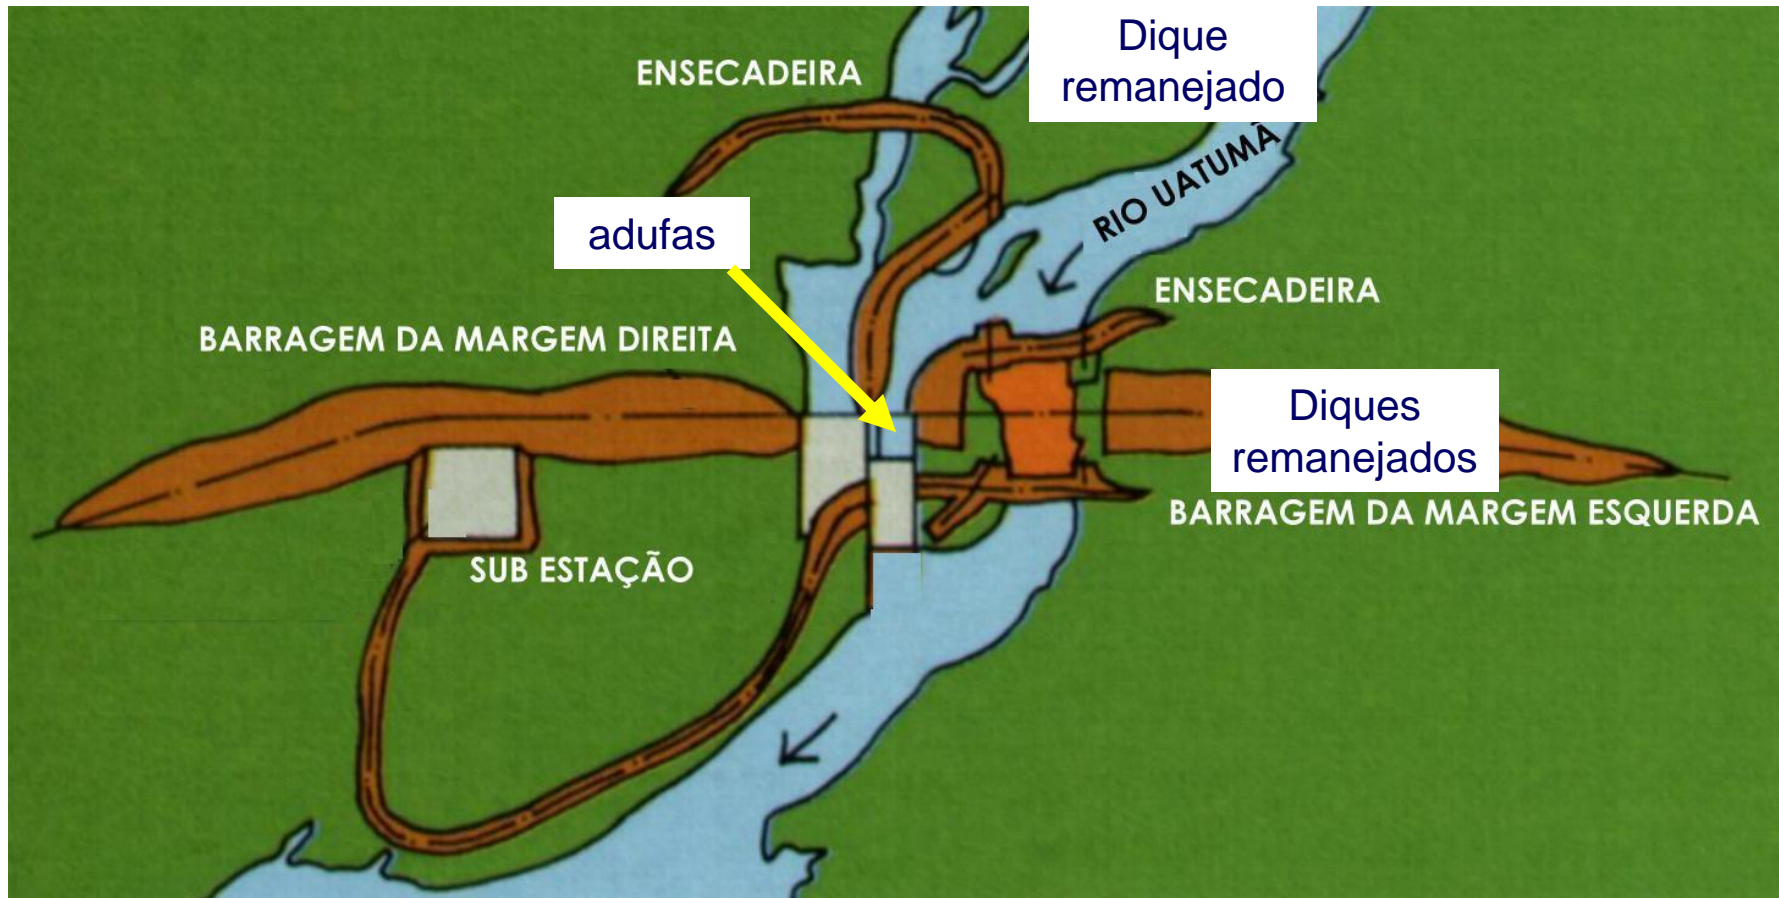 Dique
remanejado
ENSECADEIRA
RIO UATUMÃ
adufas
ENSECADEIRA
BARRAGEM DA MARGEM DIREITA
Diques
remanejados
BARRAGEM DA MARGEM ESQUERDA
SUB ESTAÇÃO